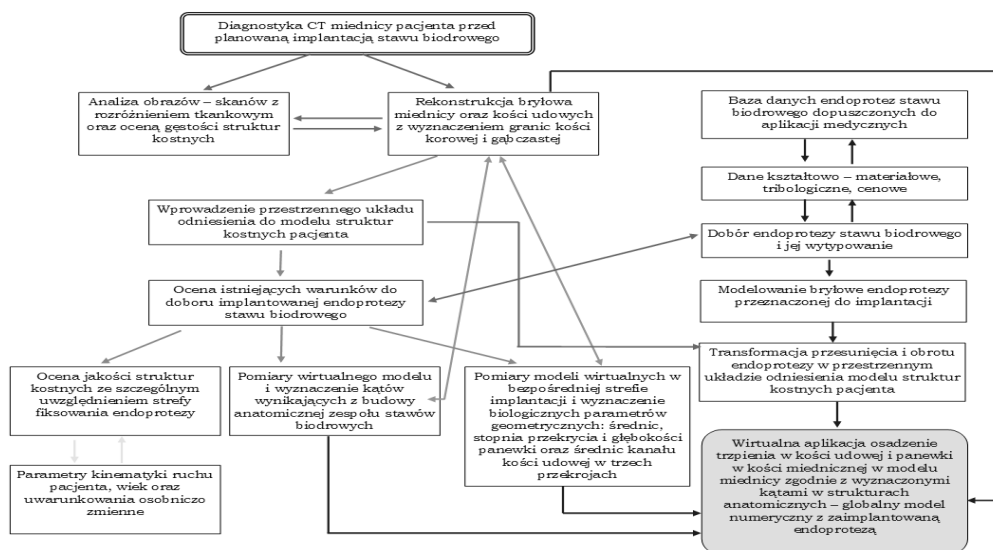 Diagnostyka CT miednicy pacjenta przed
planowaną implantacją stawu biodrowego
Analiza obrazów – skanów z
rozróżnieniem tkankowym
oraz oceną gęstości struktur
kostnych
Rekonstrukcja bryłowa
miednicy oraz kości udowych
z wyznaczeniem granic kości
korowej i gąbczastej
Baza danych endoprotez stawu
biodrowego dopuszczonych do
aplikacji medycznych
Dane kształtowo – materiałowe,
tribologiczne, cenowe
Wprowadzenie przestrzennego układu
odniesienia do modelu struktur
kostnych pacjenta
Dobór endoprotezy stawu biodrowego
i jej wytypowanie
Ocena istniejących warunków do
doboru implantowanej endoprotezy
stawu biodrowego
Modelowanie bryłowe endoprotezy
przeznaczonej do implantacji
Ocena jakości struktur
kostnych ze szczególnym
uwzględnieniem strefy
fiksowania endoprotezy
Pomiary wirtualnego modelu
i wyznaczenie kątów
wynikających z budowy
anatomicznej zespołu stawów
biodrowych
Pomiary modeli wirtualnych w
bezpośredniej strefie
implantacji i wyznaczenie
biologicznych parametrów
geometrycznych: średnic,
stopnia przekrycia i głębokości
panewki oraz średnic kanału
kości udowej w trzech
przekrojach
Transformacja przesunięcia i obrotu
endoprotezy w przestrzennym
układzie odniesienia modelu struktur
kostnych pacjenta
Parametry kinematyki ruchu
pacjenta, wiek oraz
uwarunkowania osobniczo
zmienne
Wirtualna aplikacja osadzenie
trzpienia w kości udowej i panewki
w kości miednicznej w modelu
miednicy zgodnie z wyznaczonymi
kątami w strukturach
anatomicznych – globalny model
numeryczny z zaimplantowaną
endoprotezą